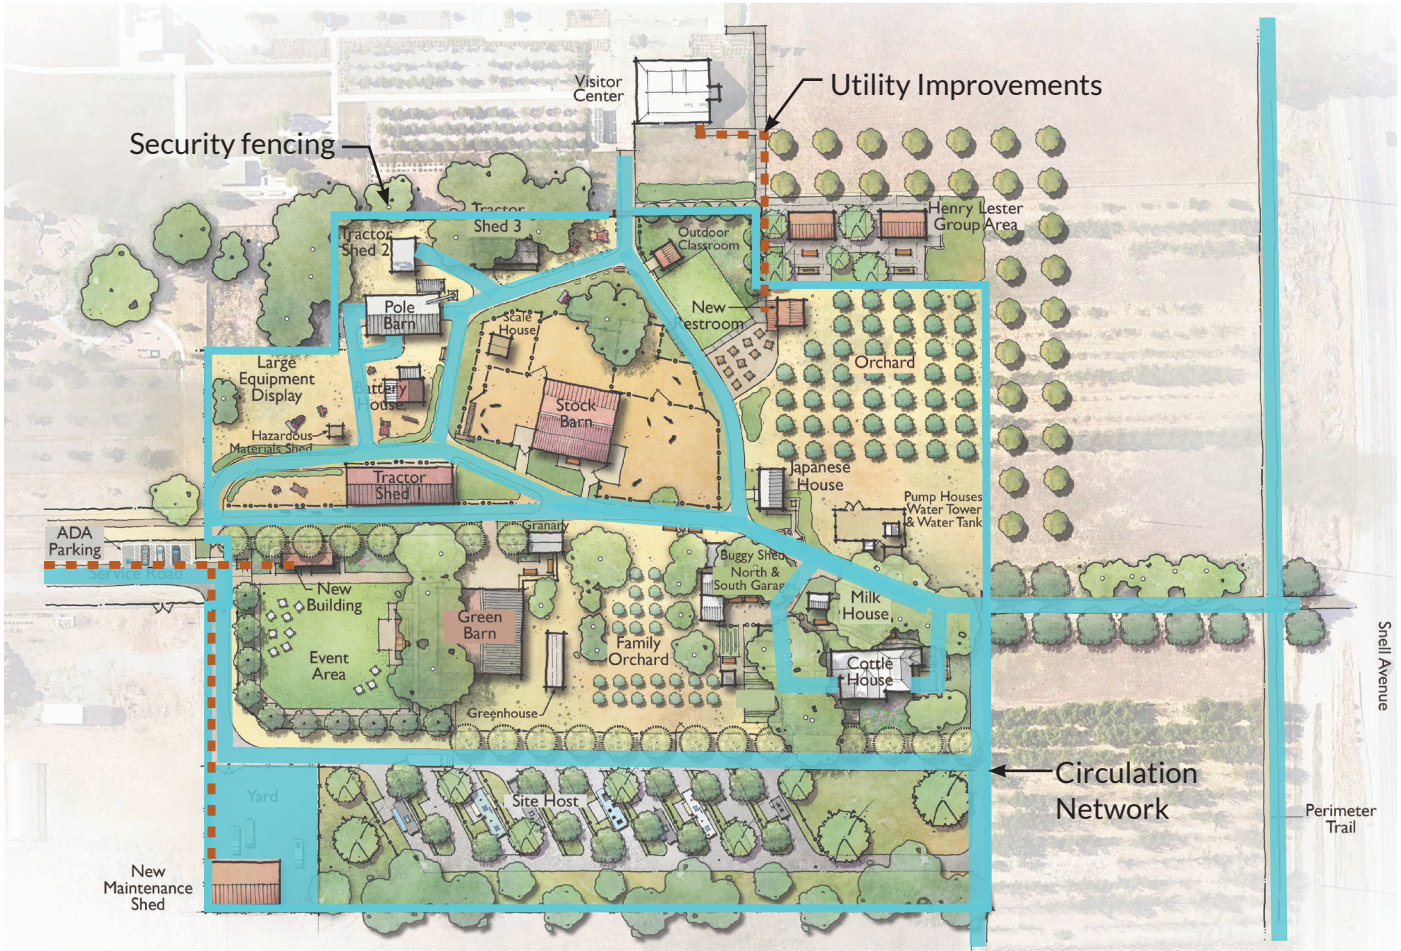 Visitor
Center
Utility Improvements
Security fencing
Tractor
Shed 3
Henry Lester
Group Area
Tractor
Shed 2
Outdoor
Classroom
Pole
Barn
New
Restroom
Scale
House
Large
Equipment
Display
Orchard
Battery
House
Stock
Barn
Hazardous
Materials Shed
Tractor
Shed 1
Japanese
House
Pump Houses
Water Tower
& Water Tank
ADA
Parking
Granary
Service Road
Buggy Shed
North &
South Garages
New
Building
Milk
House
Green
Barn
Event
Area
Family
Orchard
Cottle
House
Snell Avenue
Greenhouse
Circulation
Network
Yard
Site Host
Perimeter
Trail
New
Maintenance
Shed